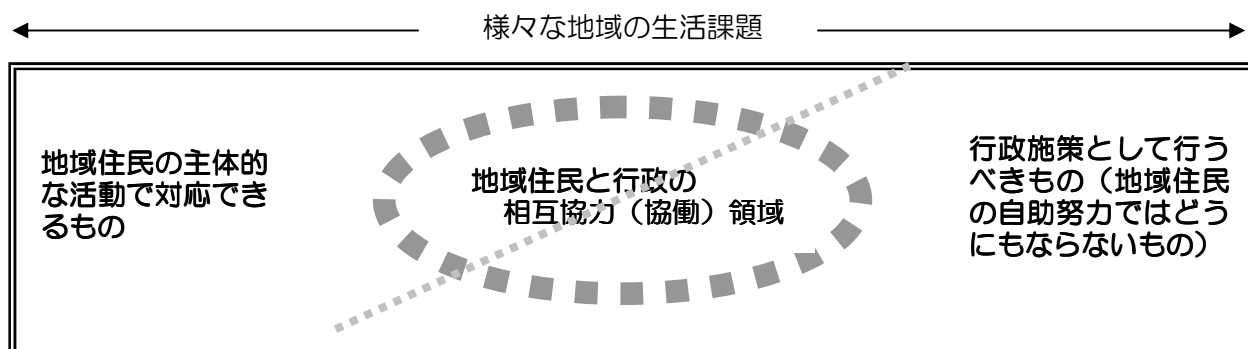 様々な地域の生活課題
地域住民の主体的
な活動で対応でき
るもの
地域住民と行政の
相互協力（協働）領域
行政施策として行う
べきもの（地域住民
の自助努力ではどう
にもならないもの）